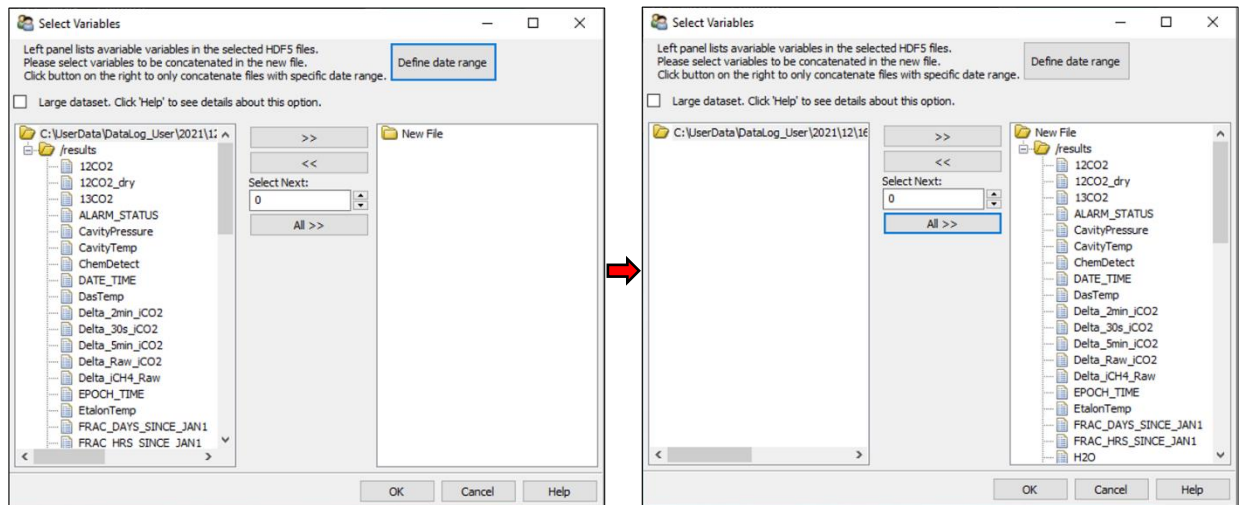 Select Variables
Left panel lists avariable variables in the selected HDF5 files.
Please select variables to be concatenated in the new file.
Click button on the right to only concatenate files with specific date range.
Define date range
Large dataset. Click 'Help' to see details about this option.
C:\UserData\DataLog_User\2021\12
/results
12CO2
12CO2_dry
13CO2
ALARM_STATUS
CavityPressure
CavityTemp
ChemDetect
DATE_TIME
DasTemp
Delta_2min_iCO2
Delta_30s_iCO2
Delta_5min_iCO2
Delta_Raw_iCO2
Delta_iCH4_Raw
EPOCH_TIME
EtalonTemp
FRAC_DAYS_SINCE_JAN1
FRAC_HRS_SINCE_JAN1
>>
<<
Select Next:
0
All >>
New File
OK Cancel Help
Select Variables
Left panel lists avariable variables in the selected HDF5 files.
Please select variables to be concatenated in the new file.
Click button on the right to only concatenate files with specific date range.
Define date range
Large dataset. Click 'Help' to see details about this option.
C:\UserData\DataLog_User\2021\12\16
>>
<<
Select Next:
0
All >>
New File
/results
12CO2
12CO2_dry
13CO2
ALARM_STATUS
CavityPressure
CavityTemp
ChemDetect
DATE_TIME
DasTemp
Delta_2min_iCO2
Delta_30s_iCO2
Delta_5min_iCO2
Delta_Raw_iCO2
Delta_iCH4_Raw
EPOCH_TIME
EtalonTemp
FRAC_DAYS_SINCE_JAN1
FRAC_HRS_SINCE_JAN1
H2O
OK Cancel Help